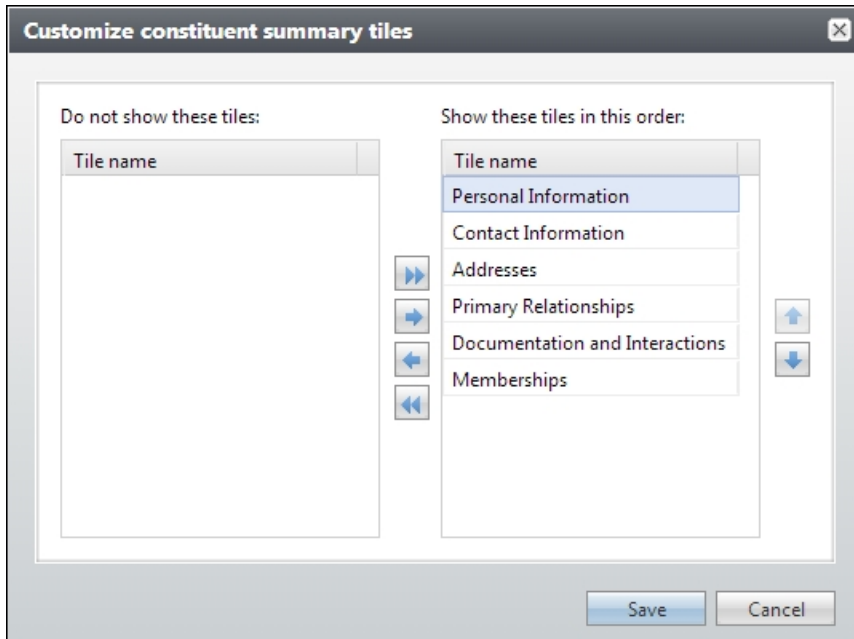 Customize constituent summary tiles
Do not show these tiles:
Show these tiles in this order:
Tile name
Tile name
Personal Information
Contact Information
Addresses
Primary Relationships
Documentation and Interactions
Memberships
Save
Cancel